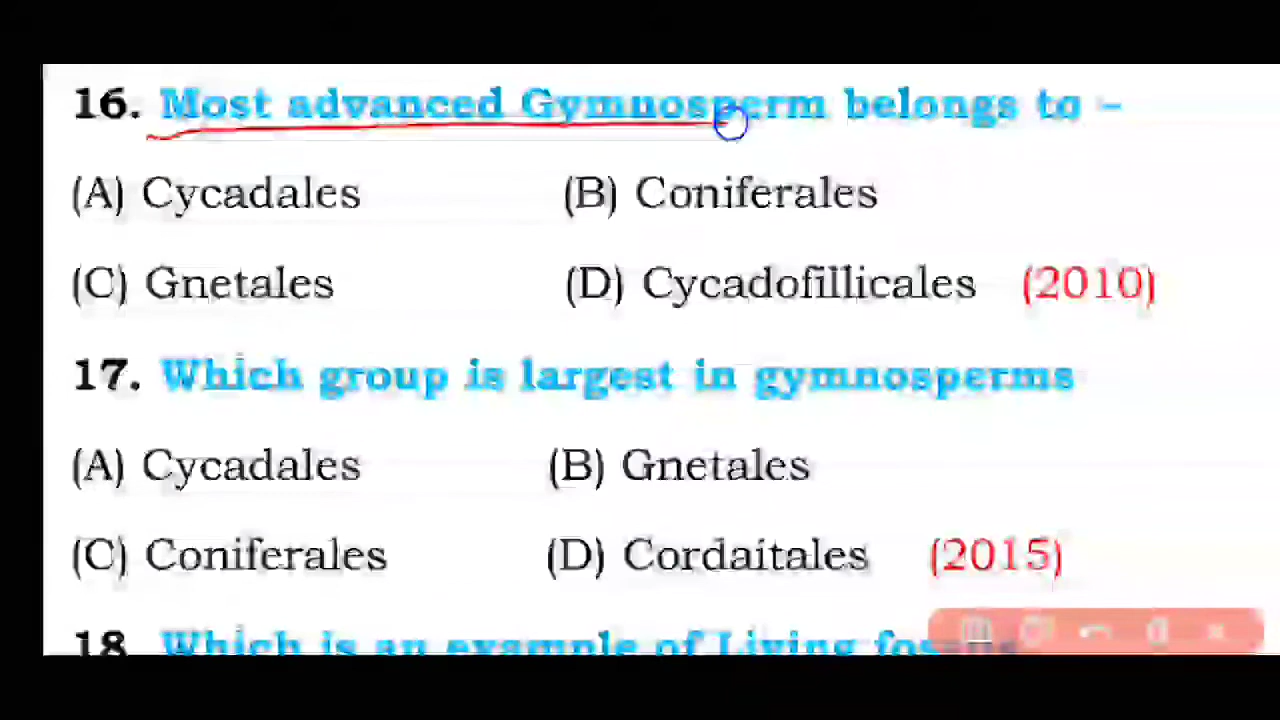 16. Most advanced Gymnosperm belongs to –
(A) Cycadales (B) Coniferales
(C) Gnetales (D) Cycadofillicales (2010)
17. Which group is largest in gymnosperms
(A) Cycadales (B) Gnetales
(C) Coniferales (D) Cordaitales (2015)
18. Which is an example of Living fossils